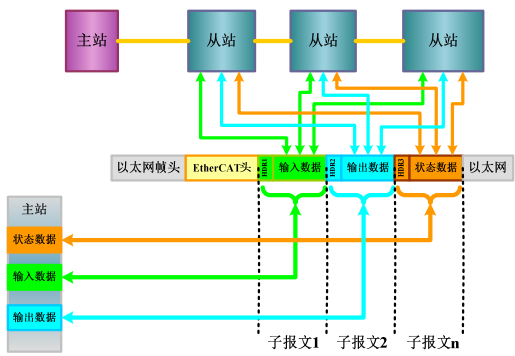 主站
从站
从站
从站
以太网帧头
EtherCAT头
HDR1
输入数据
HDR2
输出数据
HDR3
状态数据
以太网
主站
状态数据
输入数据
输出数据
子报文1
子报文2
子报文n